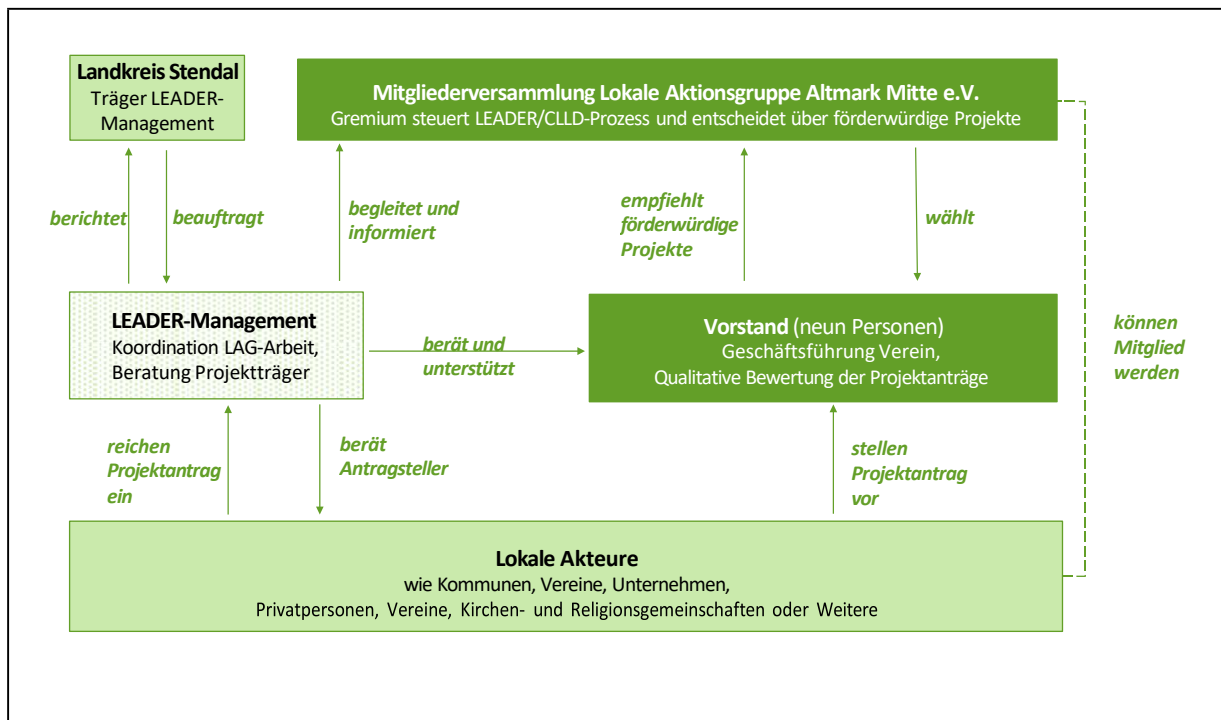 Landkreis Stendal
Träger LEADER-
Management
Mitgliederversammlung Lokale Aktionsgruppe Altmark Mitte e.V.
Gremium steuert LEADER/CLLD-Prozess und entscheidet über förderwürdige Projekte
berichtet
beauftragt
begleitet und
informiert
empfiehlt
förderwürdige
Projekte
wählt
LEADER-Management
Koordination LAG-Arbeit,
Beratung Projektträger
berät und
unterstützt
Vorstand (neun Personen)
Geschäftsführung Verein,
Qualitative Bewertung der Projektanträge
können
Mitglied
werden
reichen
Projektantrag
ein
berät
Antragsteller
stellen
Projektantrag
vor
Lokale Akteure
wie Kommunen, Vereine, Unternehmen,
Privatpersonen, Vereine, Kirchen- und Religionsgemeinschaften oder Weitere